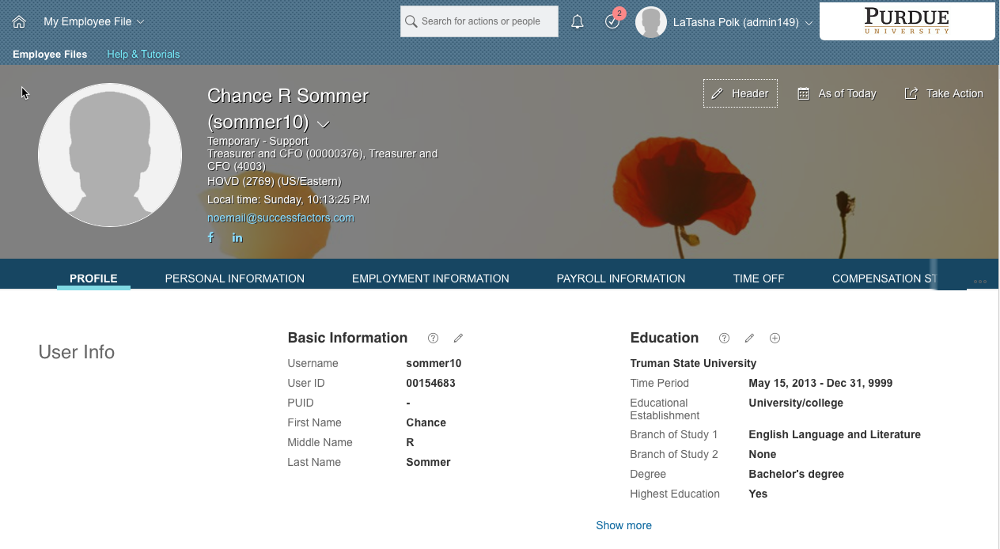 My Employee File
Search for actions or people
2
LaTasha Polk (admin149)
PURDUE
UNIVERSITY
Employee Files
Help & Tutorials
Chance R Sommer
(sommer10)
Temporary - Support
Treasurer and CFO (00000376), Treasurer and
CFO (4003)
HOVD (2769) (US/Eastern)
Local time: Sunday, 10:13:25 PM
noemail@successfactors.com
f in
Header
As of Today
Take Action
PROFILE
PERSONAL INFORMATION
EMPLOYMENT INFORMATION
PAYROLL INFORMATION
TIME OFF
COMPENSATION ST
User Info
Basic Information
Username sommer10
User ID 00154683
PUID -
First Name Chance
Middle Name R
Last Name Sommer
Education
Truman State University
Time Period May 15, 2013 - Dec 31, 9999
Educational University/college
Establishment
Branch of Study 1 English Language and Literature
Branch of Study 2 None
Degree Bachelor's degree
Highest Education Yes
Show more